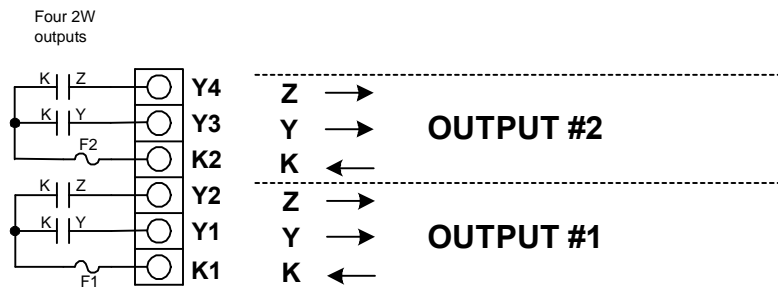 Four 2W
outputs
K Z Y4 Z
K Y Y3 Y OUTPUT #2
F2 K2 K
K Z Y2 Z
K Y Y1 Y OUTPUT #1
F1 K1 K